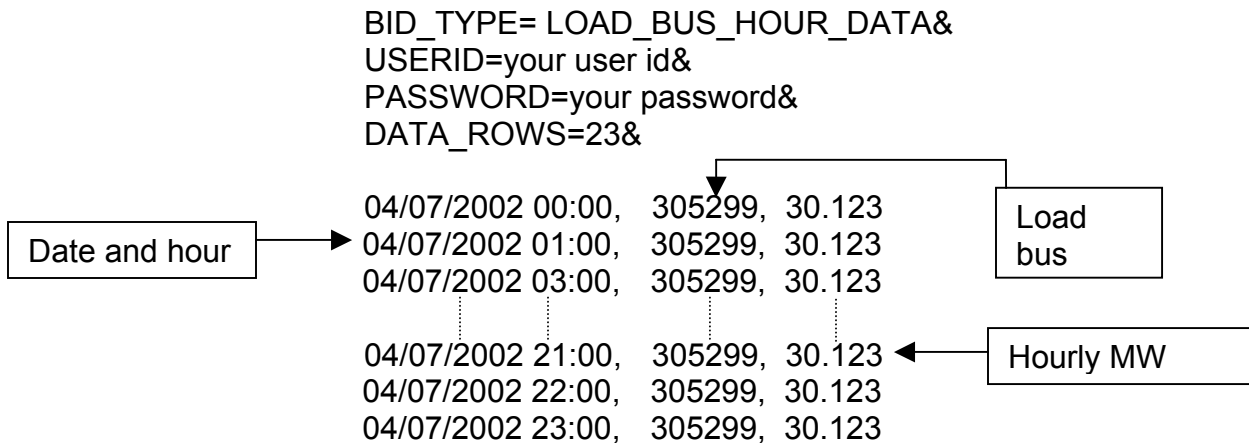 BID_TYPE= LOAD_BUS_HOUR_DATA&
USERID=your user id&
PASSWORD=your password&
DATA_ROWS=23&
04/07/2002 00:00, 305299, 30.123
04/07/2002 01:00, 305299, 30.123
04/07/2002 03:00, 305299, 30.123
Date and hour
Load
bus
04/07/2002 21:00, 305299, 30.123
04/07/2002 22:00, 305299, 30.123
04/07/2002 23:00, 305299, 30.123
Hourly MW